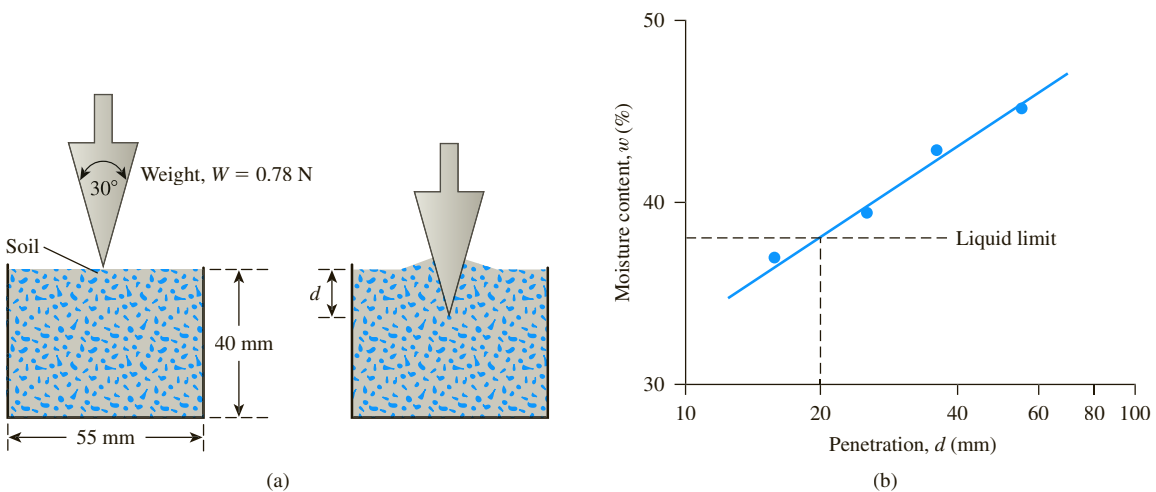 30°
Weight, W = 0.78 N
Soil
d
40 mm
55 mm
(a)
50
40
30
Moisture content, w (%)
Liquid limit
10 20 40 60 80 100
Penetration, d (mm)
(b)